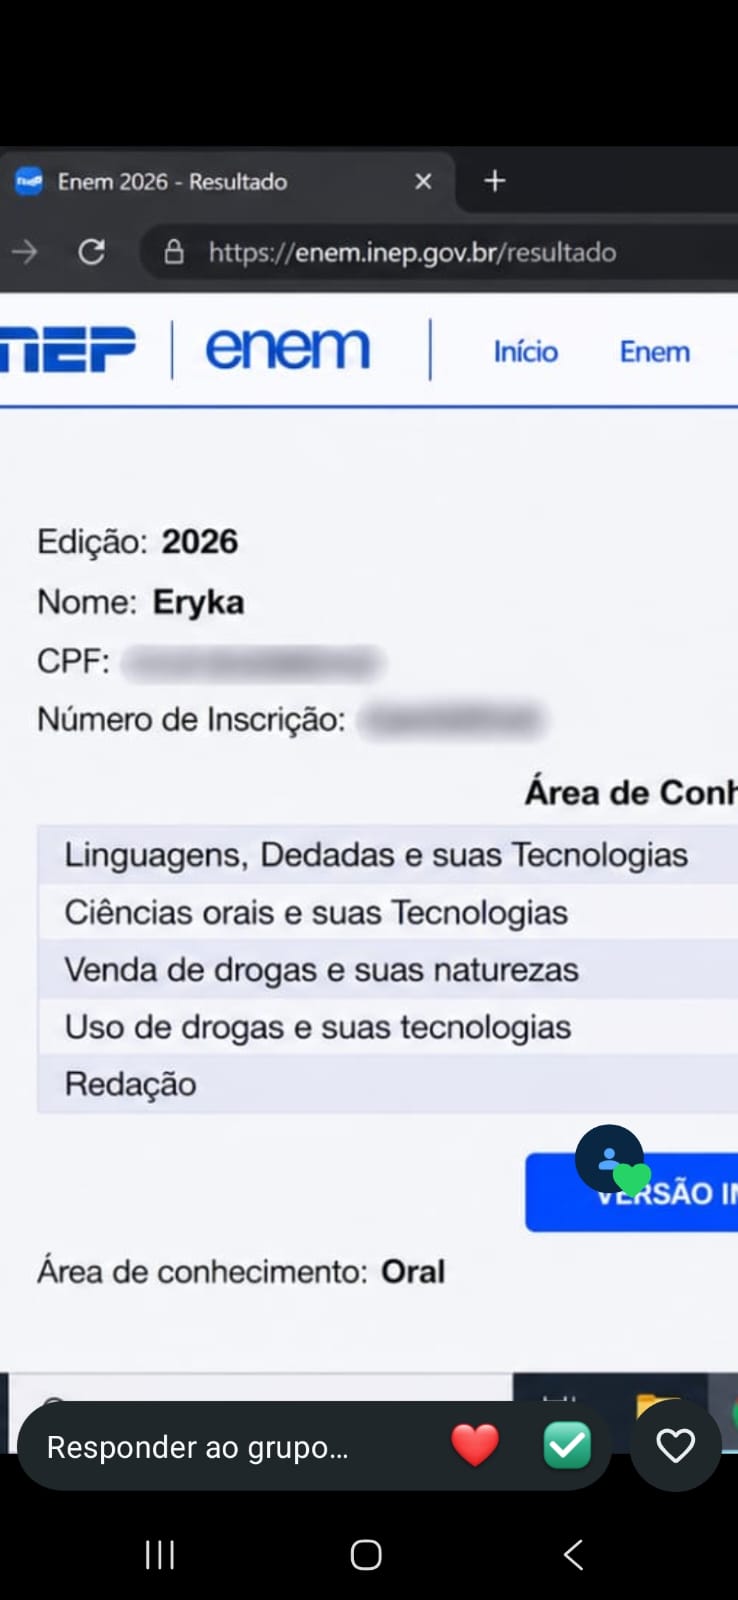 Enem 2026 - Resultado
https://enem.inep.gov.br/resultado
enem
Início
Enem
Edição: 2026
Nome: Eryka
CPF:
Número de Inscrição:
Área de Conh
Linguagens, Dedadas e suas Tecnologias
Ciências orais e suas Tecnologias
Venda de drogas e suas naturezas
Uso de drogas e suas tecnologias
Redação
VERSÃO
Área de conhecimento: Oral
Responder ao grupo...